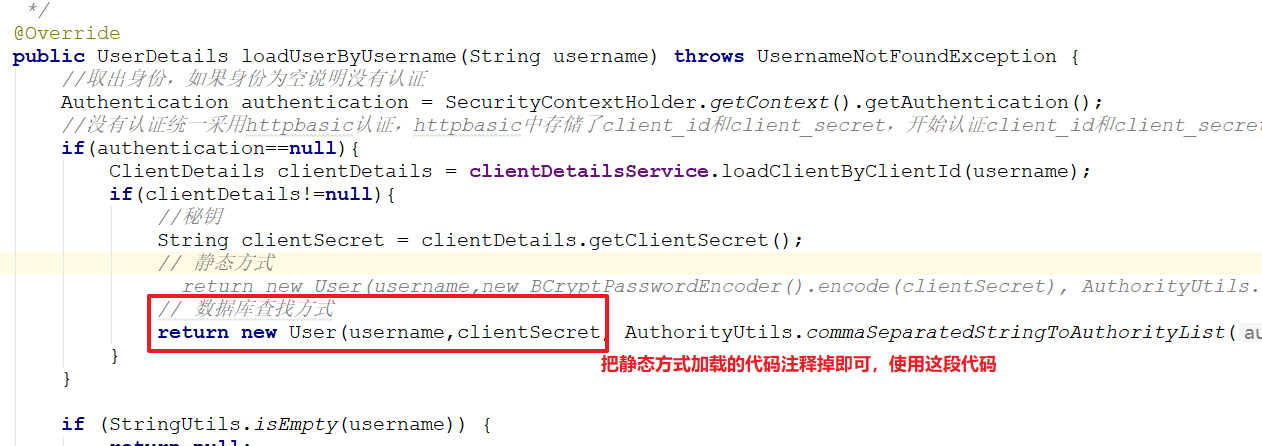 */
@Override
public UserDetails loadUserByUsername(String username) throws UsernameNotFoundException {
//取出身份，如果身份为空说明没有认证
Authentication authentication = SecurityContextHolder.getContext().getAuthentication();
//没有认证统一采用httpbasic认证，httpbasic中存储了client_id和client_secret，开始认证client_id和client_secret
if(authentication==null){
ClientDetails clientDetails = clientDetailsService.loadClientByClientId(username);
if(clientDetails!=null){
//秘钥
String clientSecret = clientDetails.getClientSecret();
// 静态方式
return new User(username,new BCryptPasswordEncoder().encode(clientSecret), AuthorityUtils.
// 数据库查找方式
return new User(username,clientSecret, AuthorityUtils.commaSeparatedStringToAuthorityList( au
把静态方式加载的代码注释掉即可，使用这段代码
}
}
if (StringUtils.isEmpty(username)) {
return null;